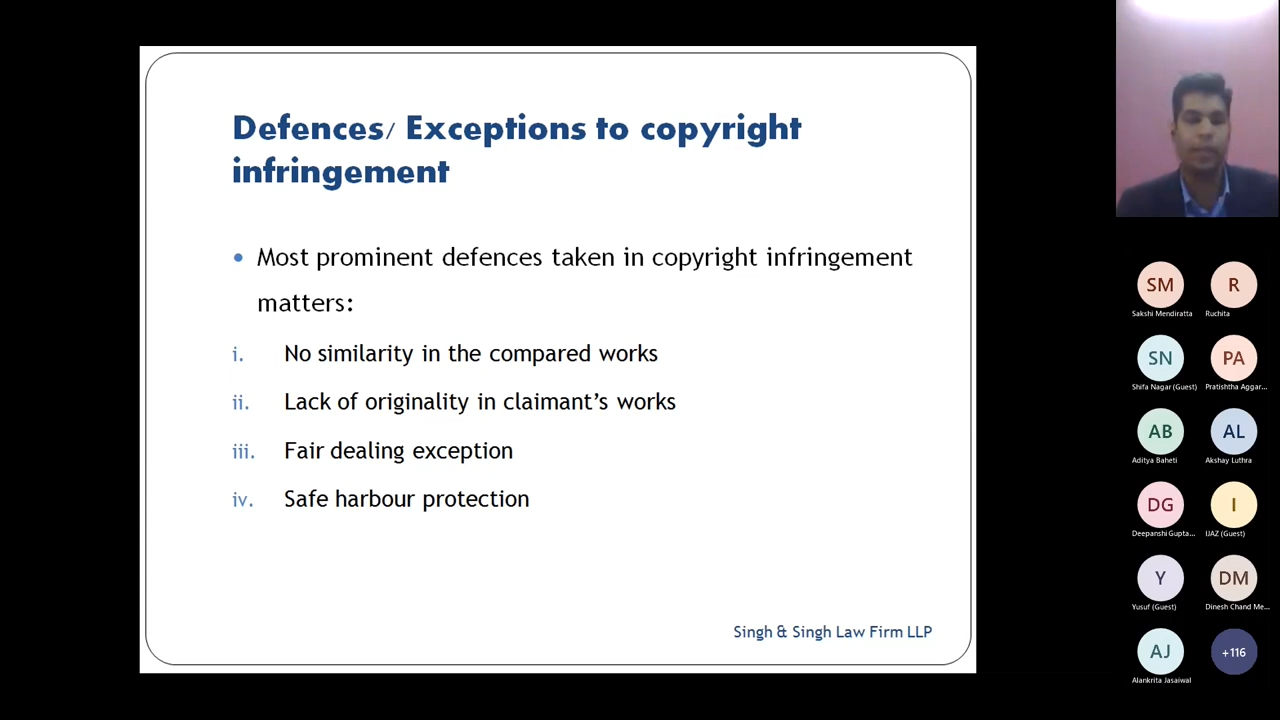 Defences/ Exceptions to copyright
infringement
• Most prominent defences taken in copyright infringement
matters:
i. No similarity in the compared works
ii. Lack of originality in claimant’s works
iii. Fair dealing exception
iv. Safe harbour protection
Singh & Singh Law Firm LLP
SM R
Sakshi Mendiratta Ruchita
SN PA
Shifa Nagar (Guest) Pratishtha Aggar...
AB AL
Aditya Baheti Akshay Luthra
DG I
Deepanshi Gupta... IJAZ (Guest)
Y DM
Yusuf (Guest) Dinesh Chand Me...
AJ +116
Alankrita Jasaiwal